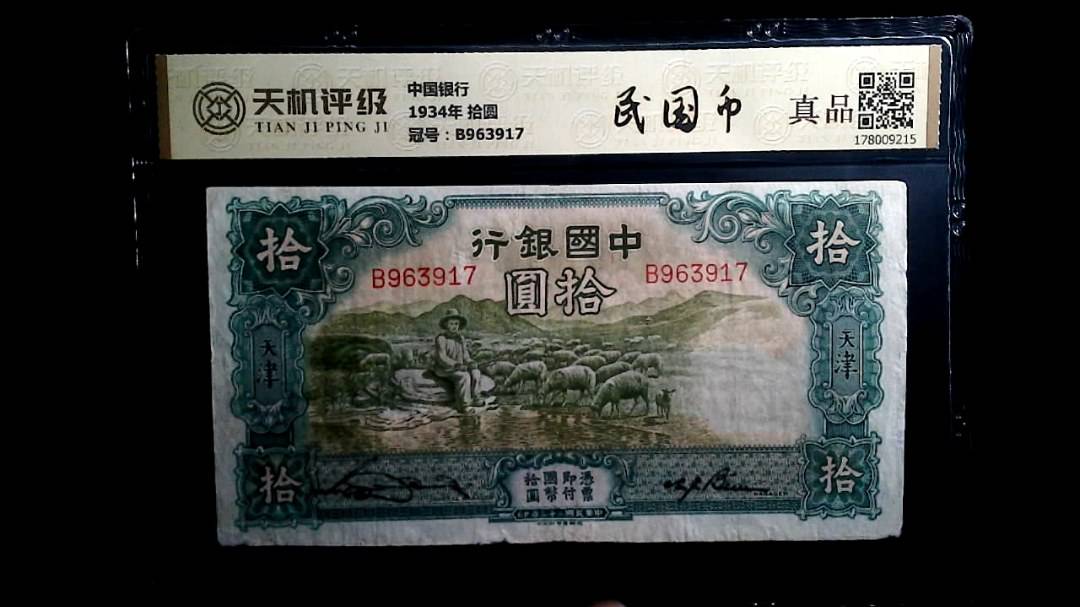 天机评级
TIAN JI PING JI
中国银行
1934年 拾圆
冠号：B963917
民国币
真品
178009215
行銀國中
B963917
圓拾
B963917
拾
拾
天津
天津
拾
拾
憑票即付國幣拾圓
MANAGER